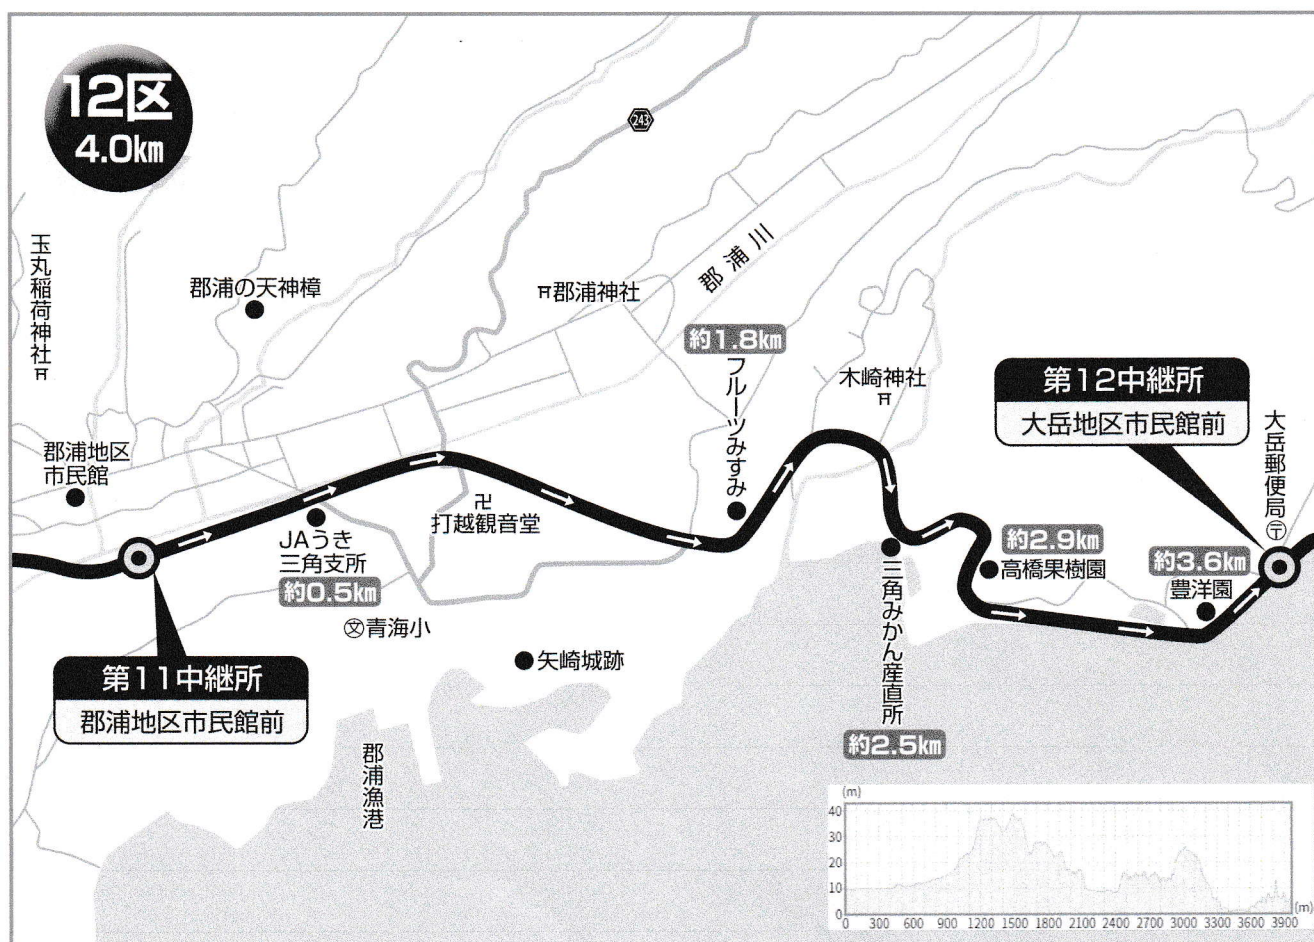 12区
4.0km
243
玉丸稲荷神社
郡浦の天神樟
郡浦神社
郡浦川
約1.8km
フルーツみすみ
木崎神社
第12中継所
大岳地区市民館前
大岳郵便局
郡浦地区
市民館
打越観音堂
JAうき
三角支所
約0.5km
約2.9km
高橋果樹園
約3.6km
豊洋園
文青海小
矢崎城跡
三角みかん産直所
約2.5km
第11中継所
郡浦地区市民館前
郡浦漁港
(m)
40
30
20
10
0
0 300 600 900 1200 1500 1800 2100 2400 2700 3000 3300 3600 3900
(m)